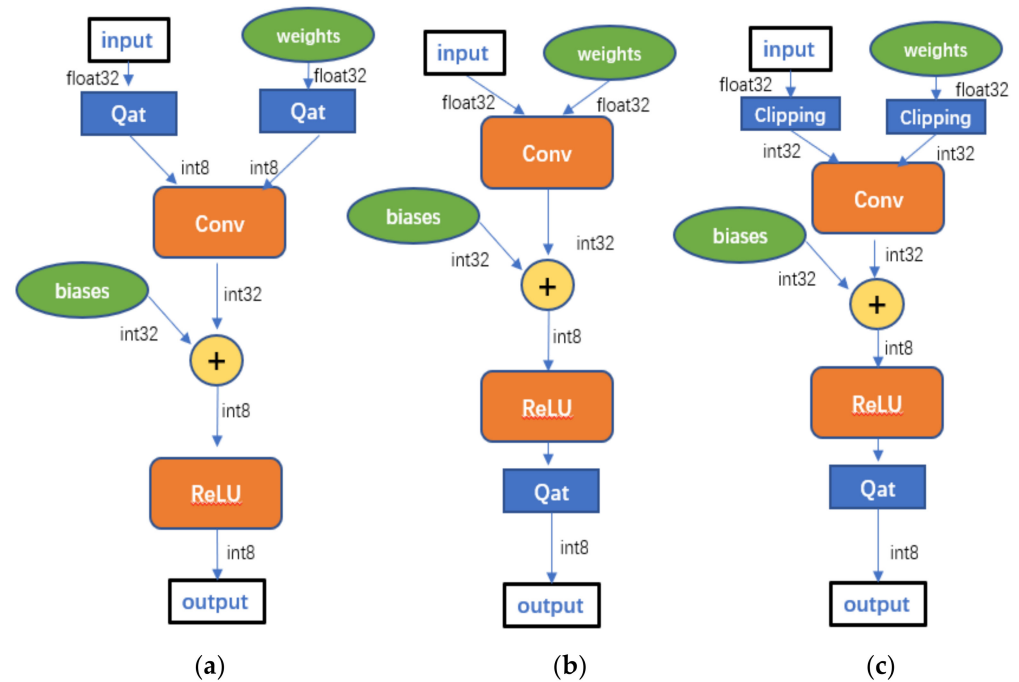 input
weights
float32
float32
Qat
Qat
int8
int8
Conv
biases
int32
int32
+
int8
ReLU
int8
output
(a)
input
weights
float32
float32
Conv
biases
int32
int32
+
int8
ReLU
Qat
int8
output
(b)
input
weights
float32
float32
Clipping
Clipping
int32
int32
Conv
biases
int32
int32
+
int8
ReLU
Qat
int8
output
(c)